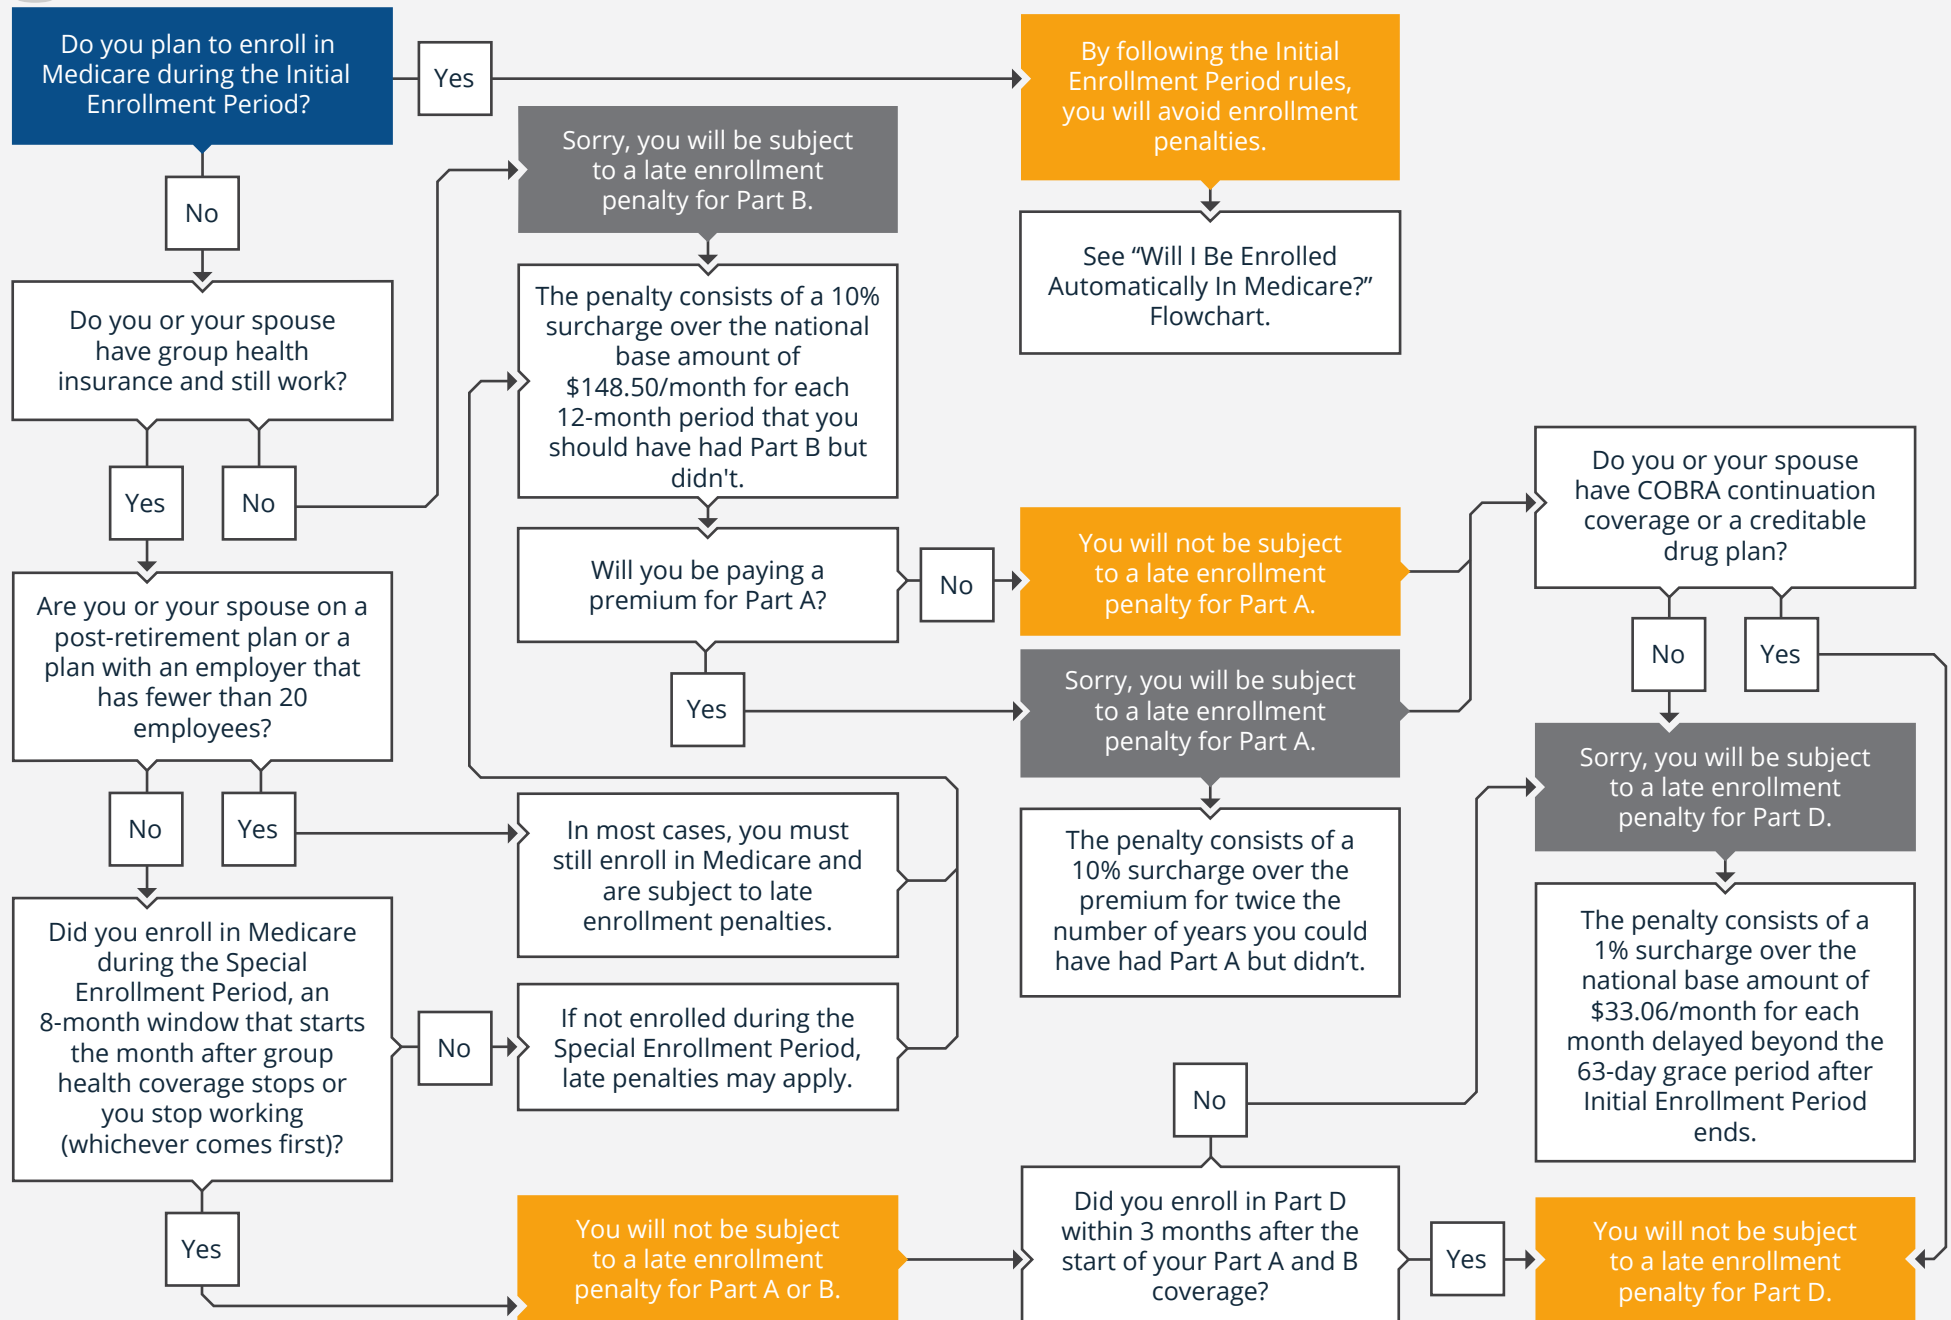 Do you plan to enroll in
Medicare during the Initial
Enrollment Period?
Yes
By following the Initial
Enrollment Period rules,
you will avoid enrollment
penalties.
See “Will I Be Enrolled
Automatically In Medicare?”
Flowchart.
No
Do you or your spouse
have group health
insurance and still work?
Yes
No
Sorry, you will be subject
to a late enrollment
penalty for Part B.
The penalty consists of a 10%
surcharge over the national
base amount of
$148.50/month for each
12-month period that you
should have had Part B but
didn't.
Will you be paying a
premium for Part A?
No
You will not be subject
to a late enrollment
penalty for Part A.
Yes
Sorry, you will be subject
to a late enrollment
penalty for Part A.
The penalty consists of a
10% surcharge over the
premium for twice the
number of years you could
have had Part A but didn’t.
Do you or your spouse
have COBRA continuation
coverage or a creditable
drug plan?
No
Yes
Sorry, you will be subject
to a late enrollment
penalty for Part D.
The penalty consists of a
1% surcharge over the
national base amount of
$33.06/month for each
month delayed beyond the
63-day grace period after
Initial Enrollment Period
ends.
Are you or your spouse on a
post-retirement plan or a
plan with an employer that
has fewer than 20
employees?
No
Yes
In most cases, you must
still enroll in Medicare and
are subject to late
enrollment penalties.
Did you enroll in Medicare
during the Special
Enrollment Period, an
8-month window that starts
the month after group
health coverage stops or
you stop working
(whichever comes first)?
No
If not enrolled during the
Special Enrollment Period,
late penalties may apply.
Yes
You will not be subject
to a late enrollment
penalty for Part A or B.
Did you enroll in Part D
within 3 months after the
start of your Part A and B
coverage?
No
Yes
You will not be subject
to a late enrollment
penalty for Part D.